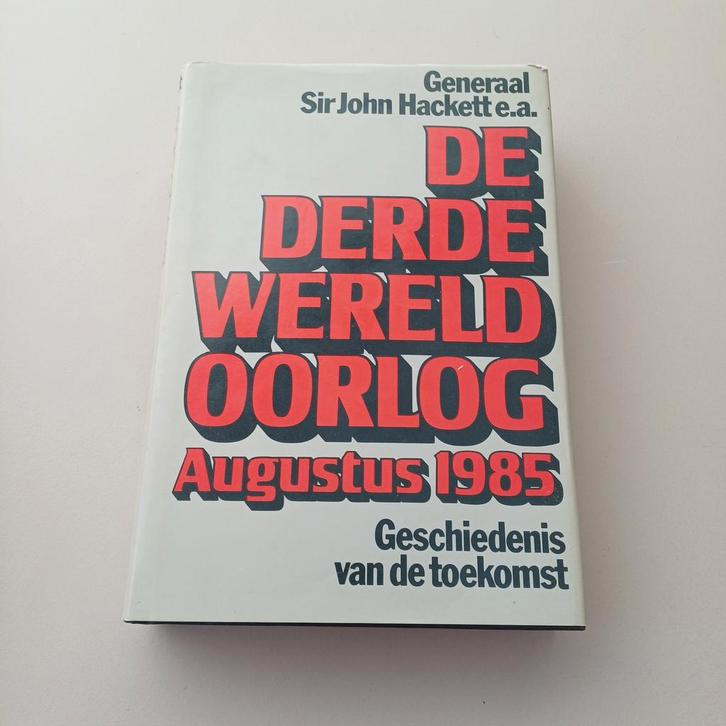 Generaal
Sir John Hackett e.a.
DE
DERDE
WERELD
OORLOG
Augustus 1985
Geschiedenis
van de toekomst